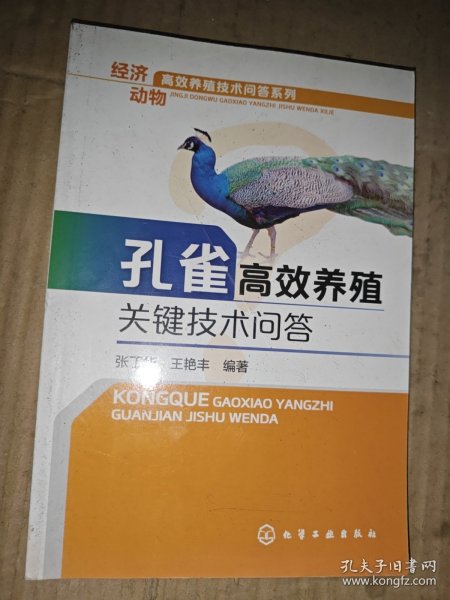 经济
动物
高效养殖技术问答系列
JINGJI DONGWU GAOXIAO YANGZHI JISHU WENDA XILIE
孔雀高效养殖
关键技术问答
张 王艳丰 编著
KONGQUE GAOXIAO YANGZHI
GUANJIAN JISHU WENDA
化学工业出版社
孔夫子旧书网
www.kongfz.com